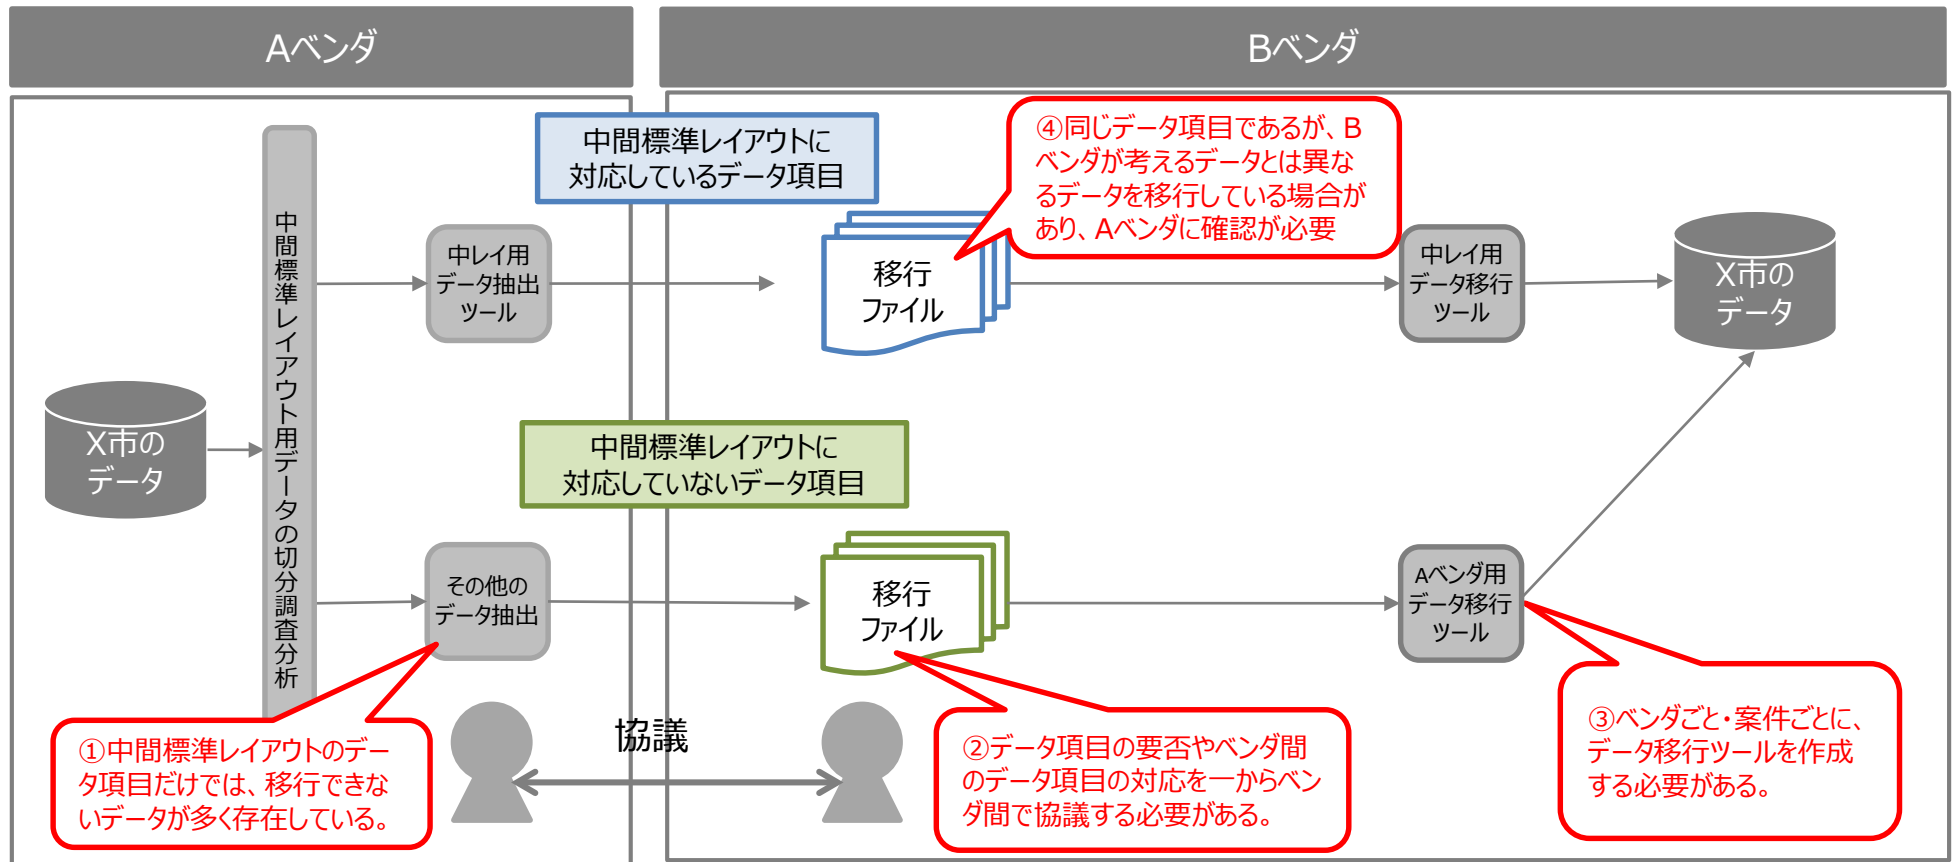 Aベンダ
Bベンダ
中間標準レイアウトに
対応しているデータ項目
④同じデータ項目であるが、B
ベンダが考えるデータとは異な
るデータを移行している場合が
あり、Aベンダに確認が必要
中間標準レイアウト用データの切分調査分析
中レイ用
データ抽出
ツール
移行
ファイル
中レイ用
データ移行
ツール
X市の
データ
X市の
データ
中間標準レイアウトに
対応していないデータ項目
その他の
データ抽出
移行
ファイル
Aベンダ用
データ移行
ツール
協議
①中間標準レイアウトのデー
タ項目だけでは、移行できな
いデータが多く存在している。
②データ項目の要否やベンダ間
のデータ項目の対応を一からベン
ダ間で協議する必要がある。
③ベンダごと・案件ごとに、
データ移行ツールを作成
する必要がある。